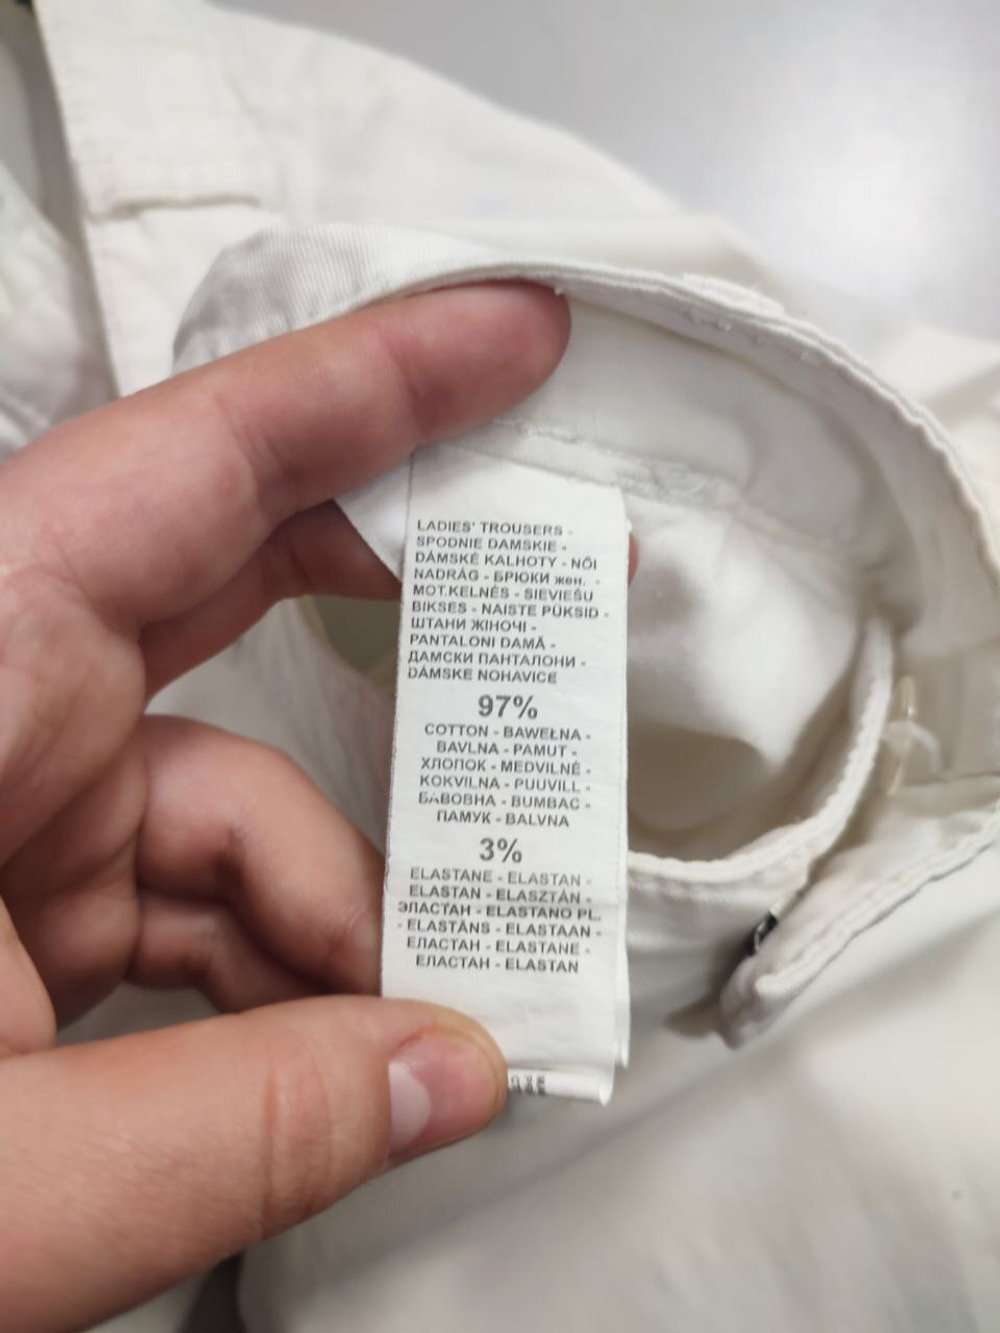 LADIES' TROUSERS -
SPODNIE DAMSKIE -
DÁMSKÉ KALHOTY - NŐI
NADRÁG - БРЮКИ жен. -
MOT.KELNĖS - SIEVIEŠU
BIKSES - NAISTE PÜKSID -
ШТАНИ ЖІНОЧІ -
PANTALONI DAMĂ -
ДАМСКИ ПАНТАЛОНИ -
DÁMSKE NOHAVICE
97%
COTTON - BAWEŁNA -
BAVLNA - PAMUT -
ХЛОПОК - MEDVILNĖ -
KOKVILNA - PUUVILL -
БАВОВНА - BUMBAC -
ПАМУК - BALVNA
3%
ELASTANE - ELASTAN -
ELASTAN - ELASZTÁN -
ЭЛАСТАН - ELASTANO PL.
- ELASTĀNS - ELASTAAN -
ЕЛАСТАН - ELASTANE -
ЕЛАСТАН - ELASTAN